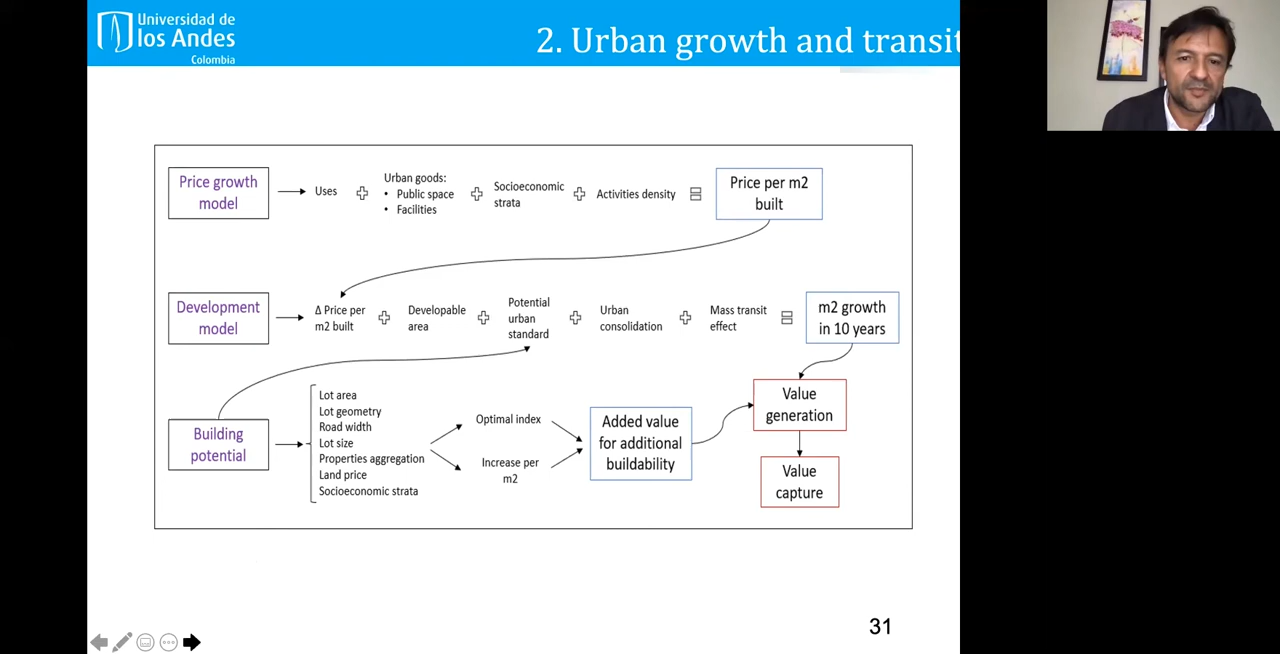 Universidad de
los Andes
Colombia
2. Urban growth and transit
Price growth
model
Uses
Urban goods:
• Public space
• Facilities
Socioeconomic
strata
Activities density
Price per m2
built
Development
model
Δ Price per
m2 built
Developable
area
Potential
urban
standard
Urban
consolidation
Mass transit
effect
m2 growth
in 10 years
Building
potential
Lot area
Lot geometry
Road width
Lot size
Properties aggregation
Land price
Socioeconomic strata
Optimal index
Increase per
m2
Added value
for additional
buildability
Value
generation
Value
capture
31